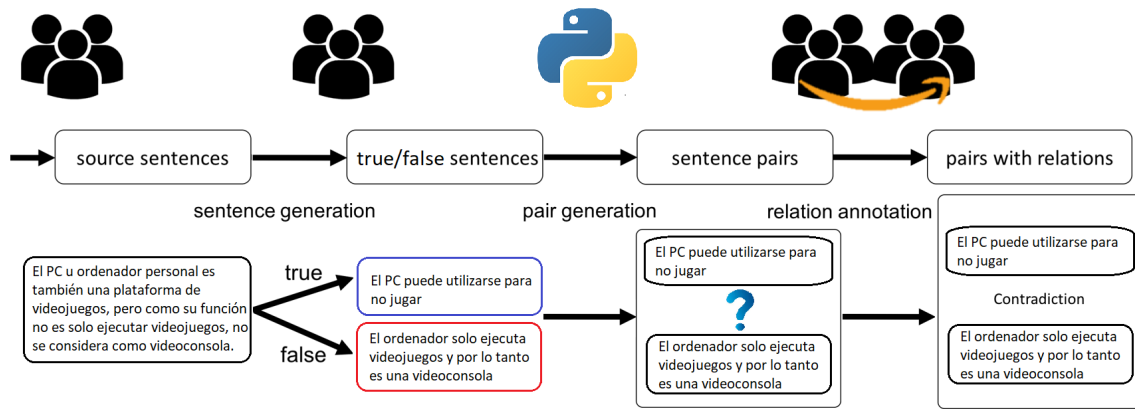 source sentences
true/false sentences
sentence pairs
pairs with relations
sentence generation
pair generation
relation annotation
El PC u ordenador personal es
también una plataforma de
videojuegos, pero como su función
no es solo ejecutar videojuegos, no
se considera como videoconsola.
true
false
El PC puede utilizarse para
no jugar
El ordenador solo ejecuta
videojuegos y por lo tanto
es una videoconsola
El PC puede utilizarse para
no jugar
?
El ordenador solo ejecuta
videojuegos y por lo tanto
es una videoconsola
El PC puede utilizarse para
no jugar
Contradiction
El ordenador solo ejecuta
videojuegos y por lo tanto
es una videoconsola